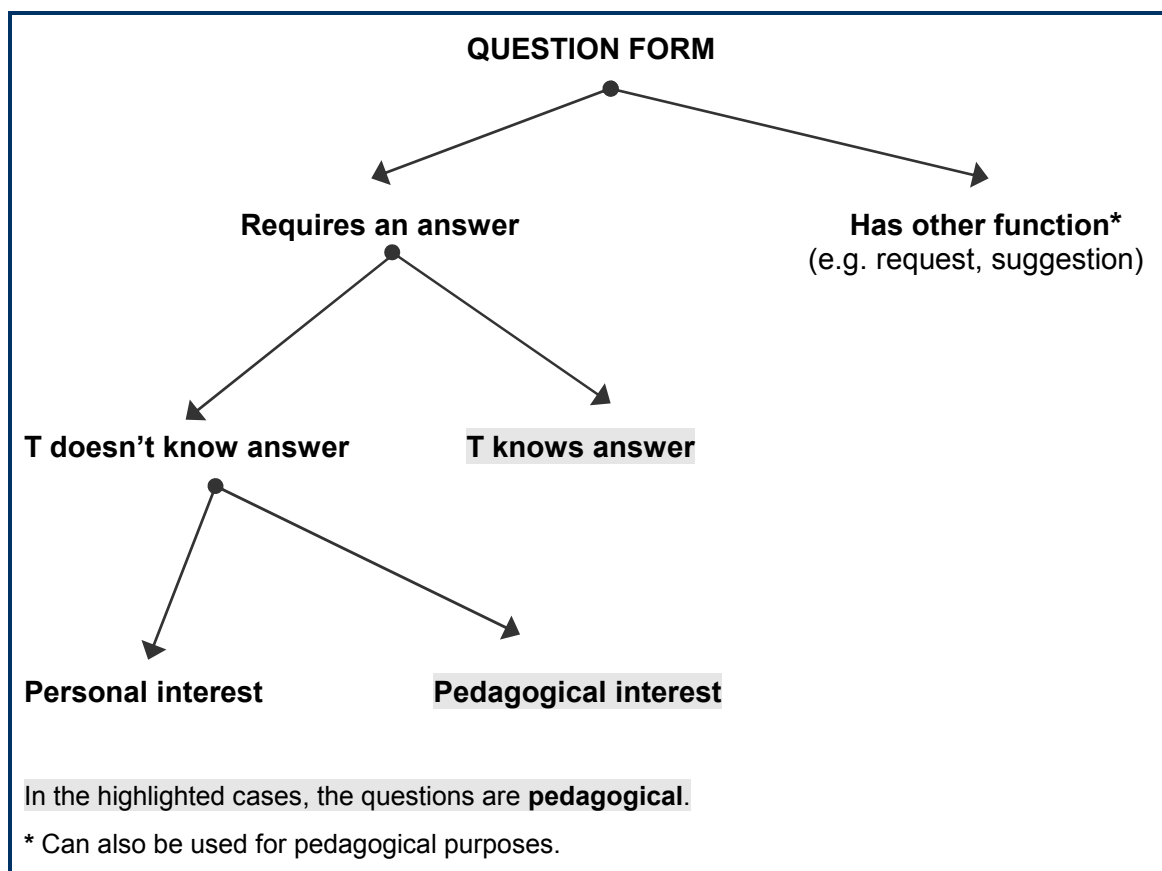 QUESTION FORM
Requires an answer
Has other function*
(e.g. request, suggestion)
T doesn’t know answer
T knows answer
Personal interest
Pedagogical interest
In the highlighted cases, the questions are pedagogical.
* Can also be used for pedagogical purposes.